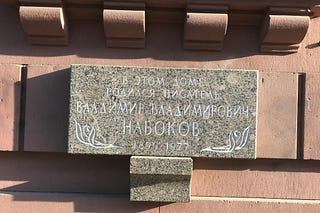 В ЭТОМ ДОМЕ
РОДИЛСЯ ПИСАТЕЛЬ
ВЛАДИМИР ВЛАДИМИРОВИЧ
НАБОКОВ
1899 1977